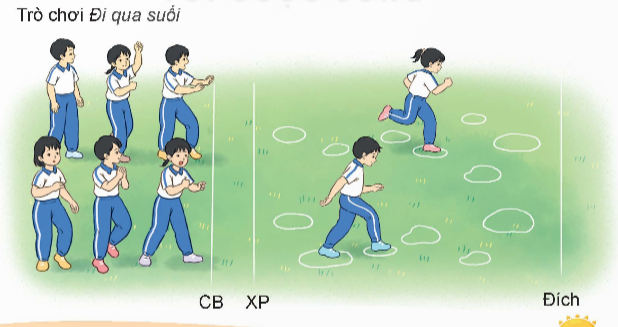 Trò chơi Đi qua suối
CB XP Đích